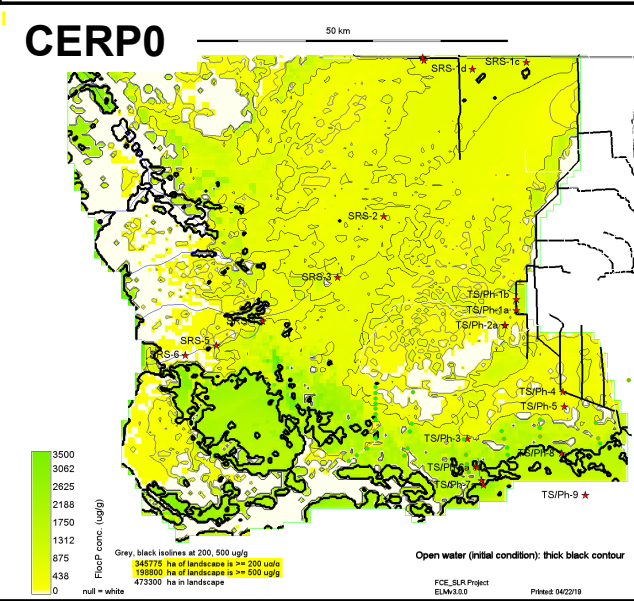 CERP0
50 km
SRS-1d
SRS-1c
SRS-2
SRS-3
TS/Ph-1b
TS/Ph-1a
TS/Ph-2a
SRS-5
SRS-6
TS/Ph-4
TS/Ph-5
TS/Ph-3
TS/Ph-8
TS/Ph-6a
TS/Ph-7a
TS/Ph-9
3500
3062
2625
2188
1750
1312
875
438
0
FlocP conc. (ug/g)
null = white
Grey, black isolines at 200, 500 ug/g
345775 ha of landscape is >= 200 ug/g
198800 ha of landscape is >= 500 ug/g
473300 ha in landscape
Open water (initial condition): thick black contour
FCE_SLR Project
ELMv3.0.0
Printed: 04/22/19